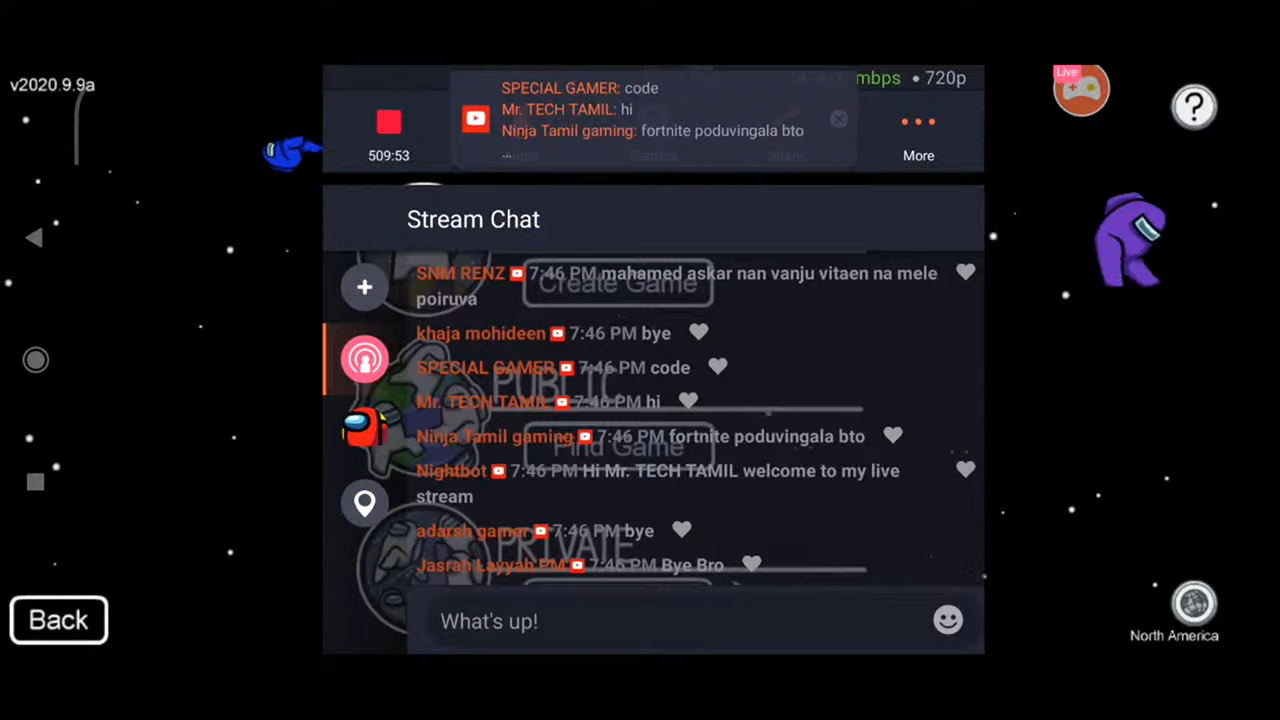 v2020.9.9a
mbps • 720p
Live
?
SPECIAL GAMER: code
Mr. TECH TAMIL: hi
Ninja Tamil gaming: fortnite poduvingala bto
...
509:53
More
Stream Chat
SNM RENZ 7:46 PM mahamed askar nan vanju vitaen na mele
poiruva
Create Game
khaja mohideen 7:46 PM bye
SPECIAL GAMER 7:46 PM code
PUBLIC
Mr. TECH TAMIL 7:46 PM hi
Ninja Tamil gaming 7:46 PM fortnite poduvingala bto
Find Game
Nightbot 7:46 PM Hi Mr. TECH TAMIL welcome to my live
stream
adarsh gamer 7:46 PM bye
PRIVATE
Jasrah Layyah PM 7:46 PM Bye Bro
What's up!
Back
North America